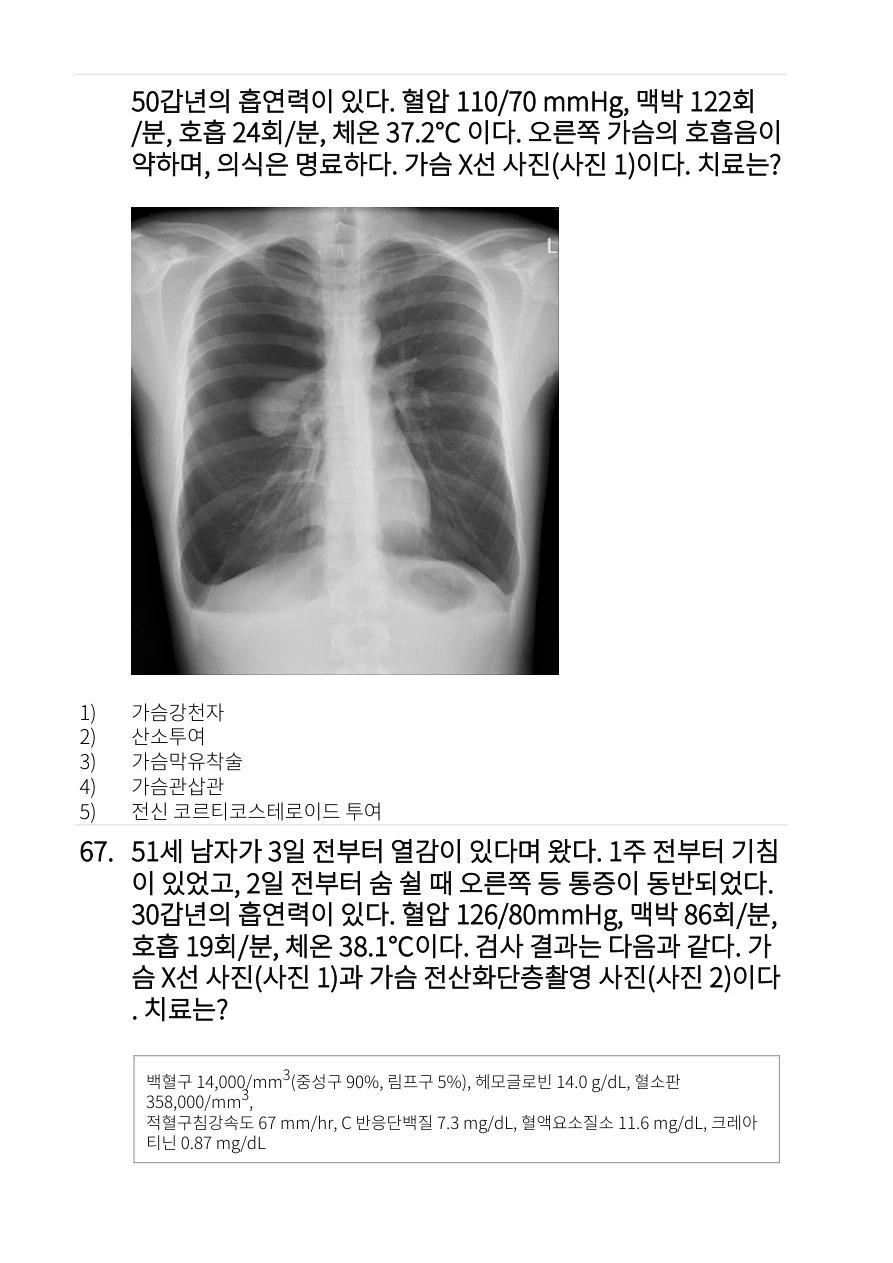 50갑년의 흡연력이 있다. 혈압 110/70 mmHg, 맥박 122회
/분, 호흡 24회/분, 체온 37.2°C 이다. 오른쪽 가슴의 호흡음이
약하며, 의식은 명료하다. 가슴 X선 사진(사진 1)이다. 치료는?
L
1) 가슴강천자
2) 산소투여
3) 가슴막유착술
4) 가슴관삽관
5) 전신 코르티코스테로이드 투여
67. 51세 남자가 3일 전부터 열감이 있다며 왔다. 1주 전부터 기침
이 있었고, 2일 전부터 숨 쉴 때 오른쪽 등 통증이 동반되었다.
30갑년의 흡연력이 있다. 혈압 126/80mmHg, 맥박 86회/분,
호흡 19회/분, 체온 38.1°C이다. 검사 결과는 다음과 같다. 가
슴 X선 사진(사진 1)과 가슴 전산화단층촬영 사진(사진 2)이다
. 치료는?
백혈구 14,000/mm³(중성구 90%, 림프구 5%), 헤모글로빈 14.0 g/dL, 혈소판
358,000/mm³,
적혈구침강속도 67 mm/hr, C 반응단백질 7.3 mg/dL, 혈액요소질소 11.6 mg/dL, 크레아
티닌 0.87 mg/dL